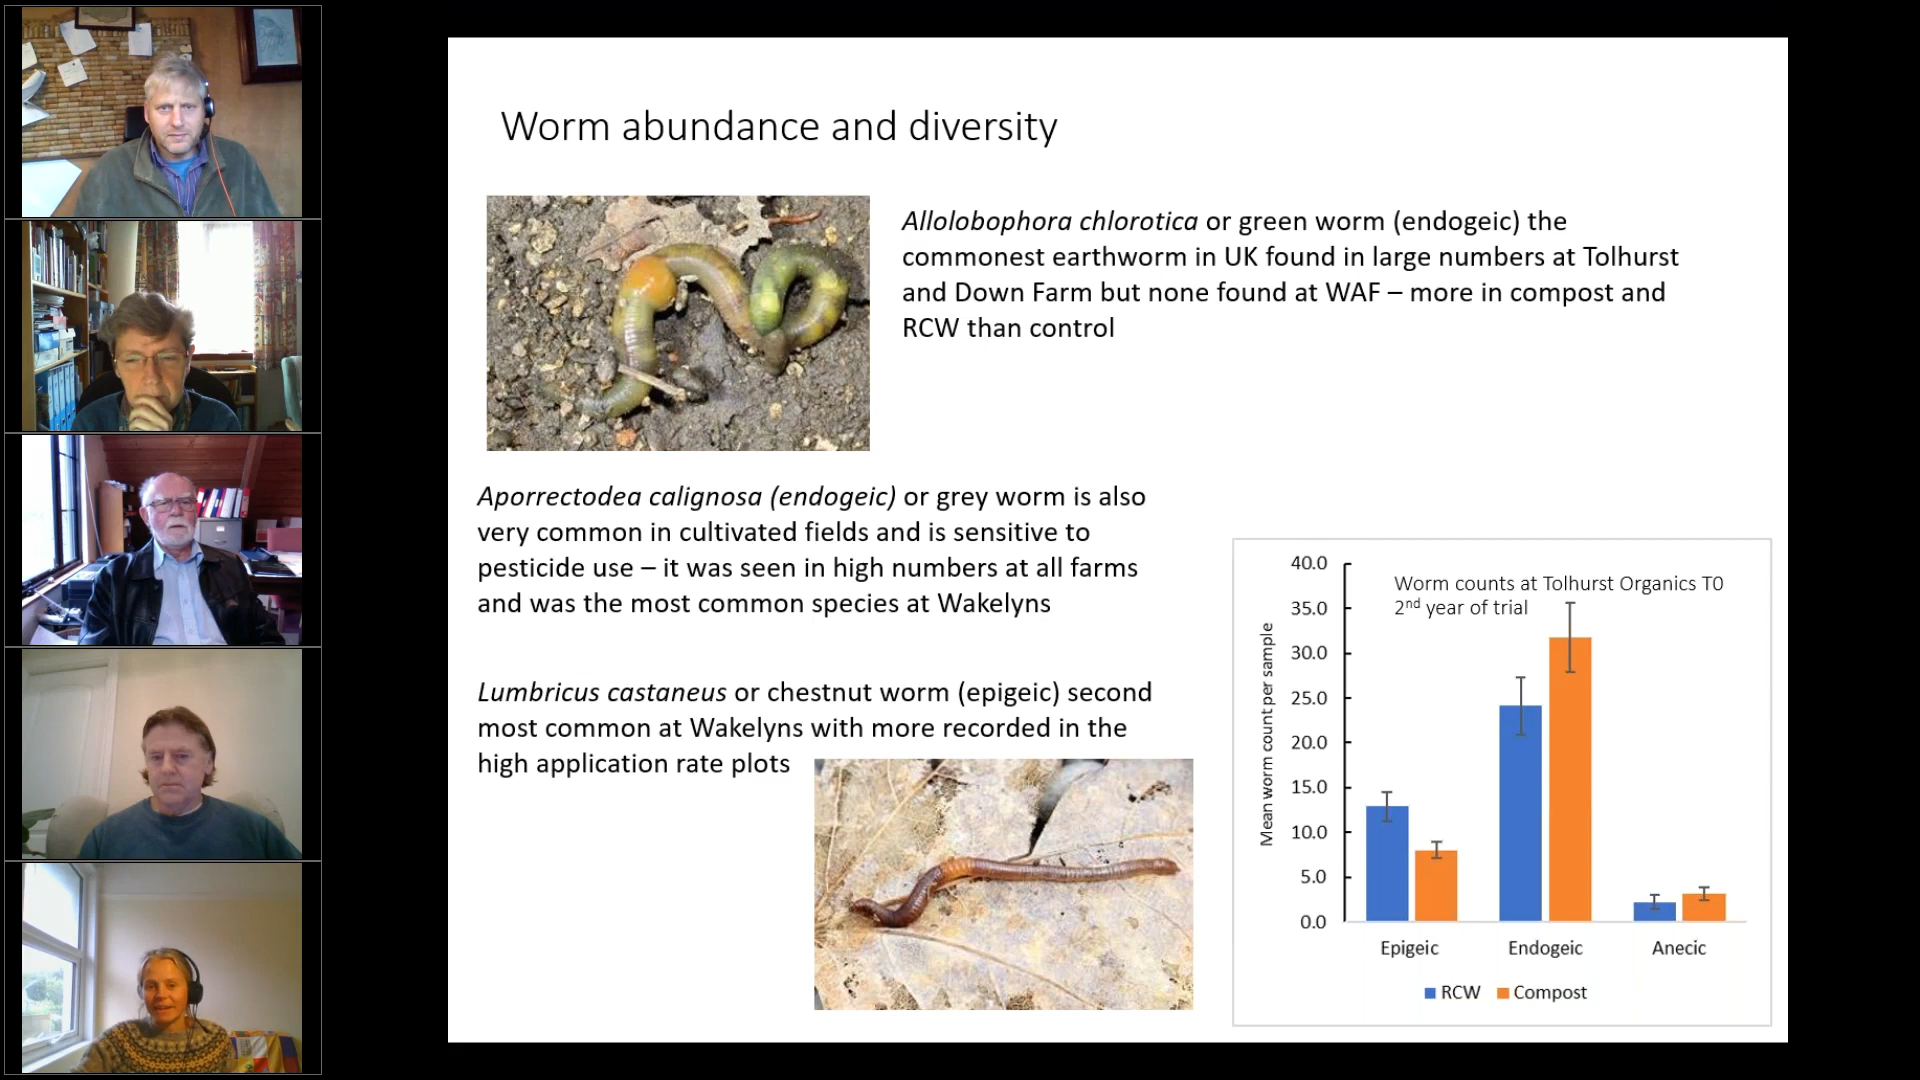 Worm abundance and diversity
Allolobophora chlorotica or green worm (endogeic) the
commonest earthworm in UK found in large numbers at Tolhurst
and Down Farm but none found at WAF – more in compost and
RCW than control
Aporrectodea calignosa (endogeic) or grey worm is also
very common in cultivated fields and is sensitive to
pesticide use – it was seen in high numbers at all farms
and was the most common species at Wakelyns
Lumbricus castaneus or chestnut worm (epigeic) second
most common at Wakelyns with more recorded in the
high application rate plots
Worm counts at Tolhurst Organics T0
2nd year of trial
Mean worm count per sample
40.0
35.0
30.0
25.0
20.0
15.0
10.0
5.0
0.0
Epigeic Endogeic Anecic
RCW Compost